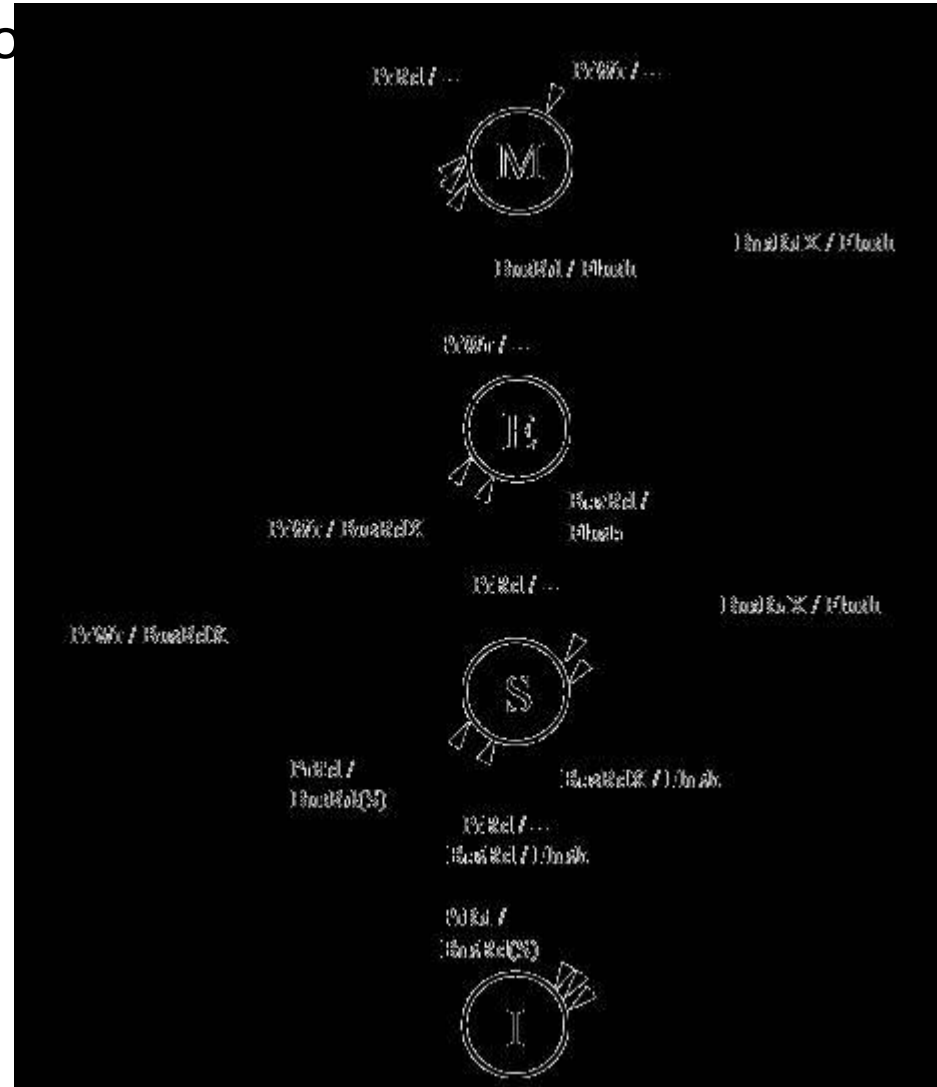 PrRd / ...
PrWr / ...
M
BusRdX / Flush
BusRd / Flush
PrWr / ...
E
BusRd /
Flush
PrWr / BusRdX
PrRd / ...
BusRdX / Flush
PrWr / BusRdX
S
PrRd /
BusRd(S)
BusRdX / Flush
PrRd / ...
BusRd / Flush
PrRd /
BusRd(S)
I